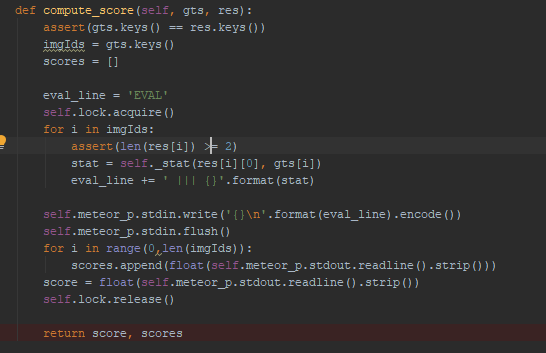 def compute_score(self, gts, res):
    assert(gts.keys() == res.keys())
    imgIds = gts.keys()
    scores = []

    eval_line = 'EVAL'
    self.lock.acquire()
    for i in imgIds:
        assert(len(res[i]) >= 2)
        stat = self._stat(res[i][0], gts[i])
        eval_line += ' ||| {}'.format(stat)

    self.meteor_p.stdin.write('{}\n'.format(eval_line).encode())
    self.meteor_p.stdin.flush()
    for i in range(0,len(imgIds)):
        scores.append(float(self.meteor_p.stdout.readline().strip()))
    score = float(self.meteor_p.stdout.readline().strip())
    self.lock.release()

    return score, scores